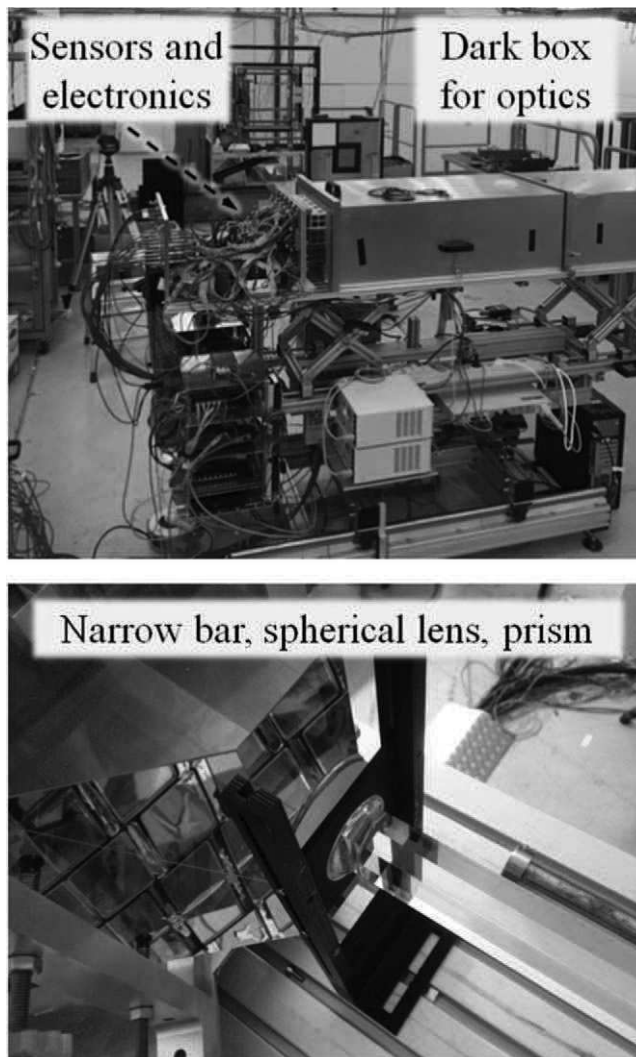 Sensors and
electronics
Dark box
for optics
Narrow bar, spherical lens, prism